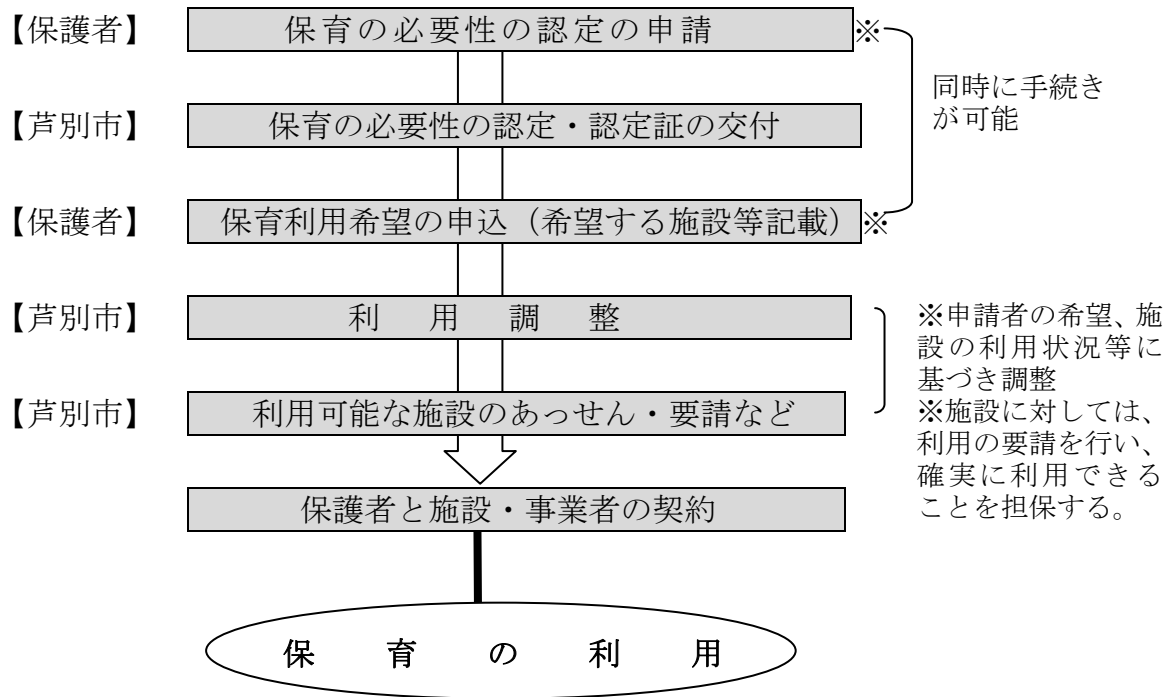 【保護者】 保育の必要性の認定の申請 ※
同時に手続き
が可能
【芦別市】 保育の必要性の認定・認定証の交付
【保護者】 保育利用希望の申込（希望する施設等記載） ※
【芦別市】 利用調整
【芦別市】 利用可能な施設のあっせん・要請など
※申請者の希望、施
設の利用状況等に
基づき調整
※施設に対しては、
利用の要請を行い、
確実に利用できる
ことを担保する。
保護者と施設・事業者の契約
保育の利用